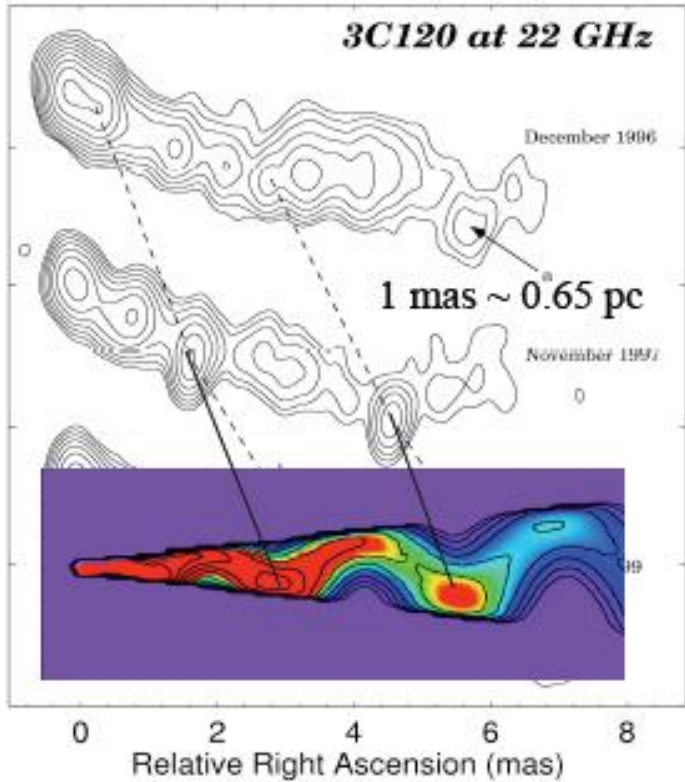 3C120 at 22 GHz
December 1996
1 mas ~ 0.65 pc
November 1997
99
0 2 4 6 8
Relative Right Ascension (mas)